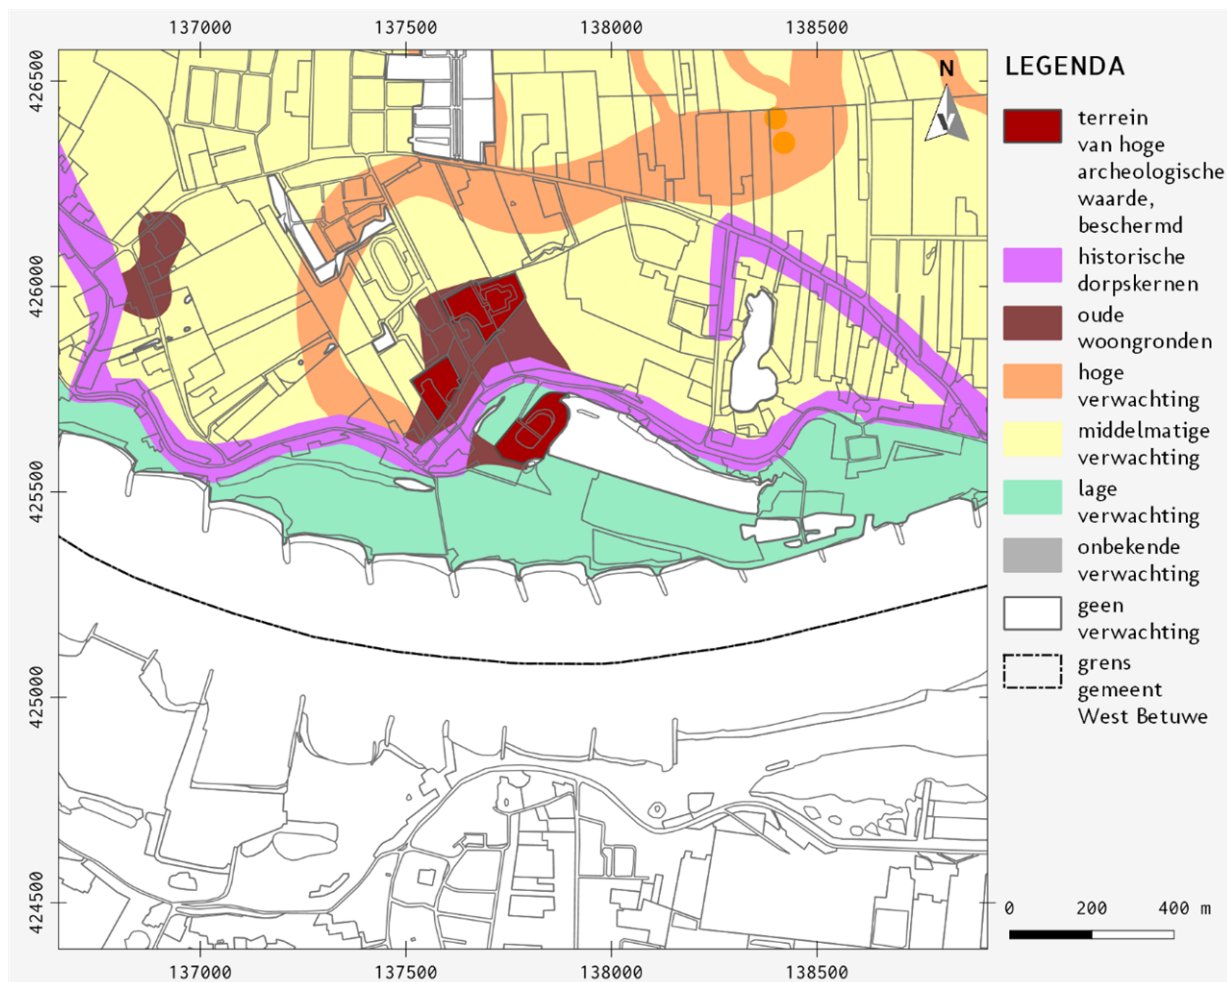 137000 137500 138000 138500
426500
426000
425500
425000
424500
137000 137500 138000 138500
LEGENDA
N
terrein
van hoge
archeologische
waarde,
beschermd
historische
dorpskernen
oude
woongronden
hoge
verwachting
middelmatige
verwachting
lage
verwachting
onbekende
verwachting
geen
verwachting
grens
gemeent
West Betuwe
0 200 400 m